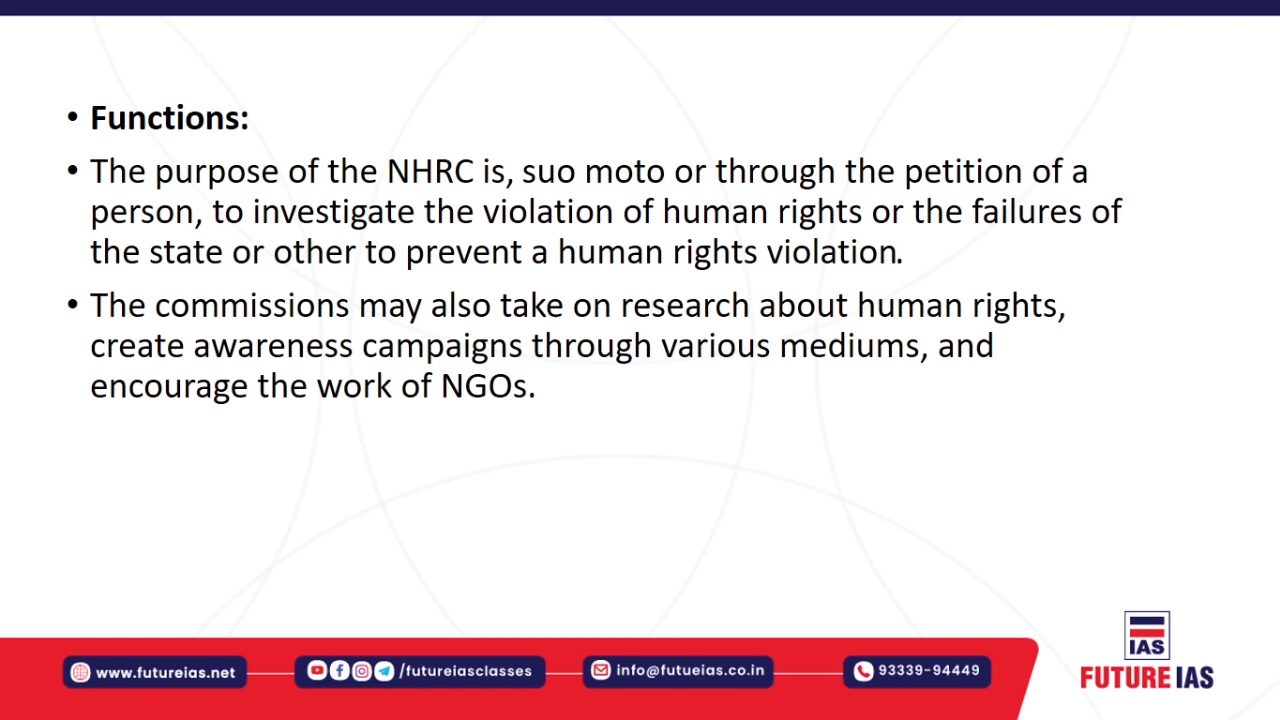 • Functions:
• The purpose of the NHRC is, suo moto or through the petition of a
person, to investigate the violation of human rights or the failures of
the state or other to prevent a human rights violation.
• The commissions may also take on research about human rights,
create awareness campaigns through various mediums, and
encourage the work of NGOs.
IAS
FUTURE IAS
www.futureias.net
/futureiasclasses
info@futueias.co.in
93339-94449